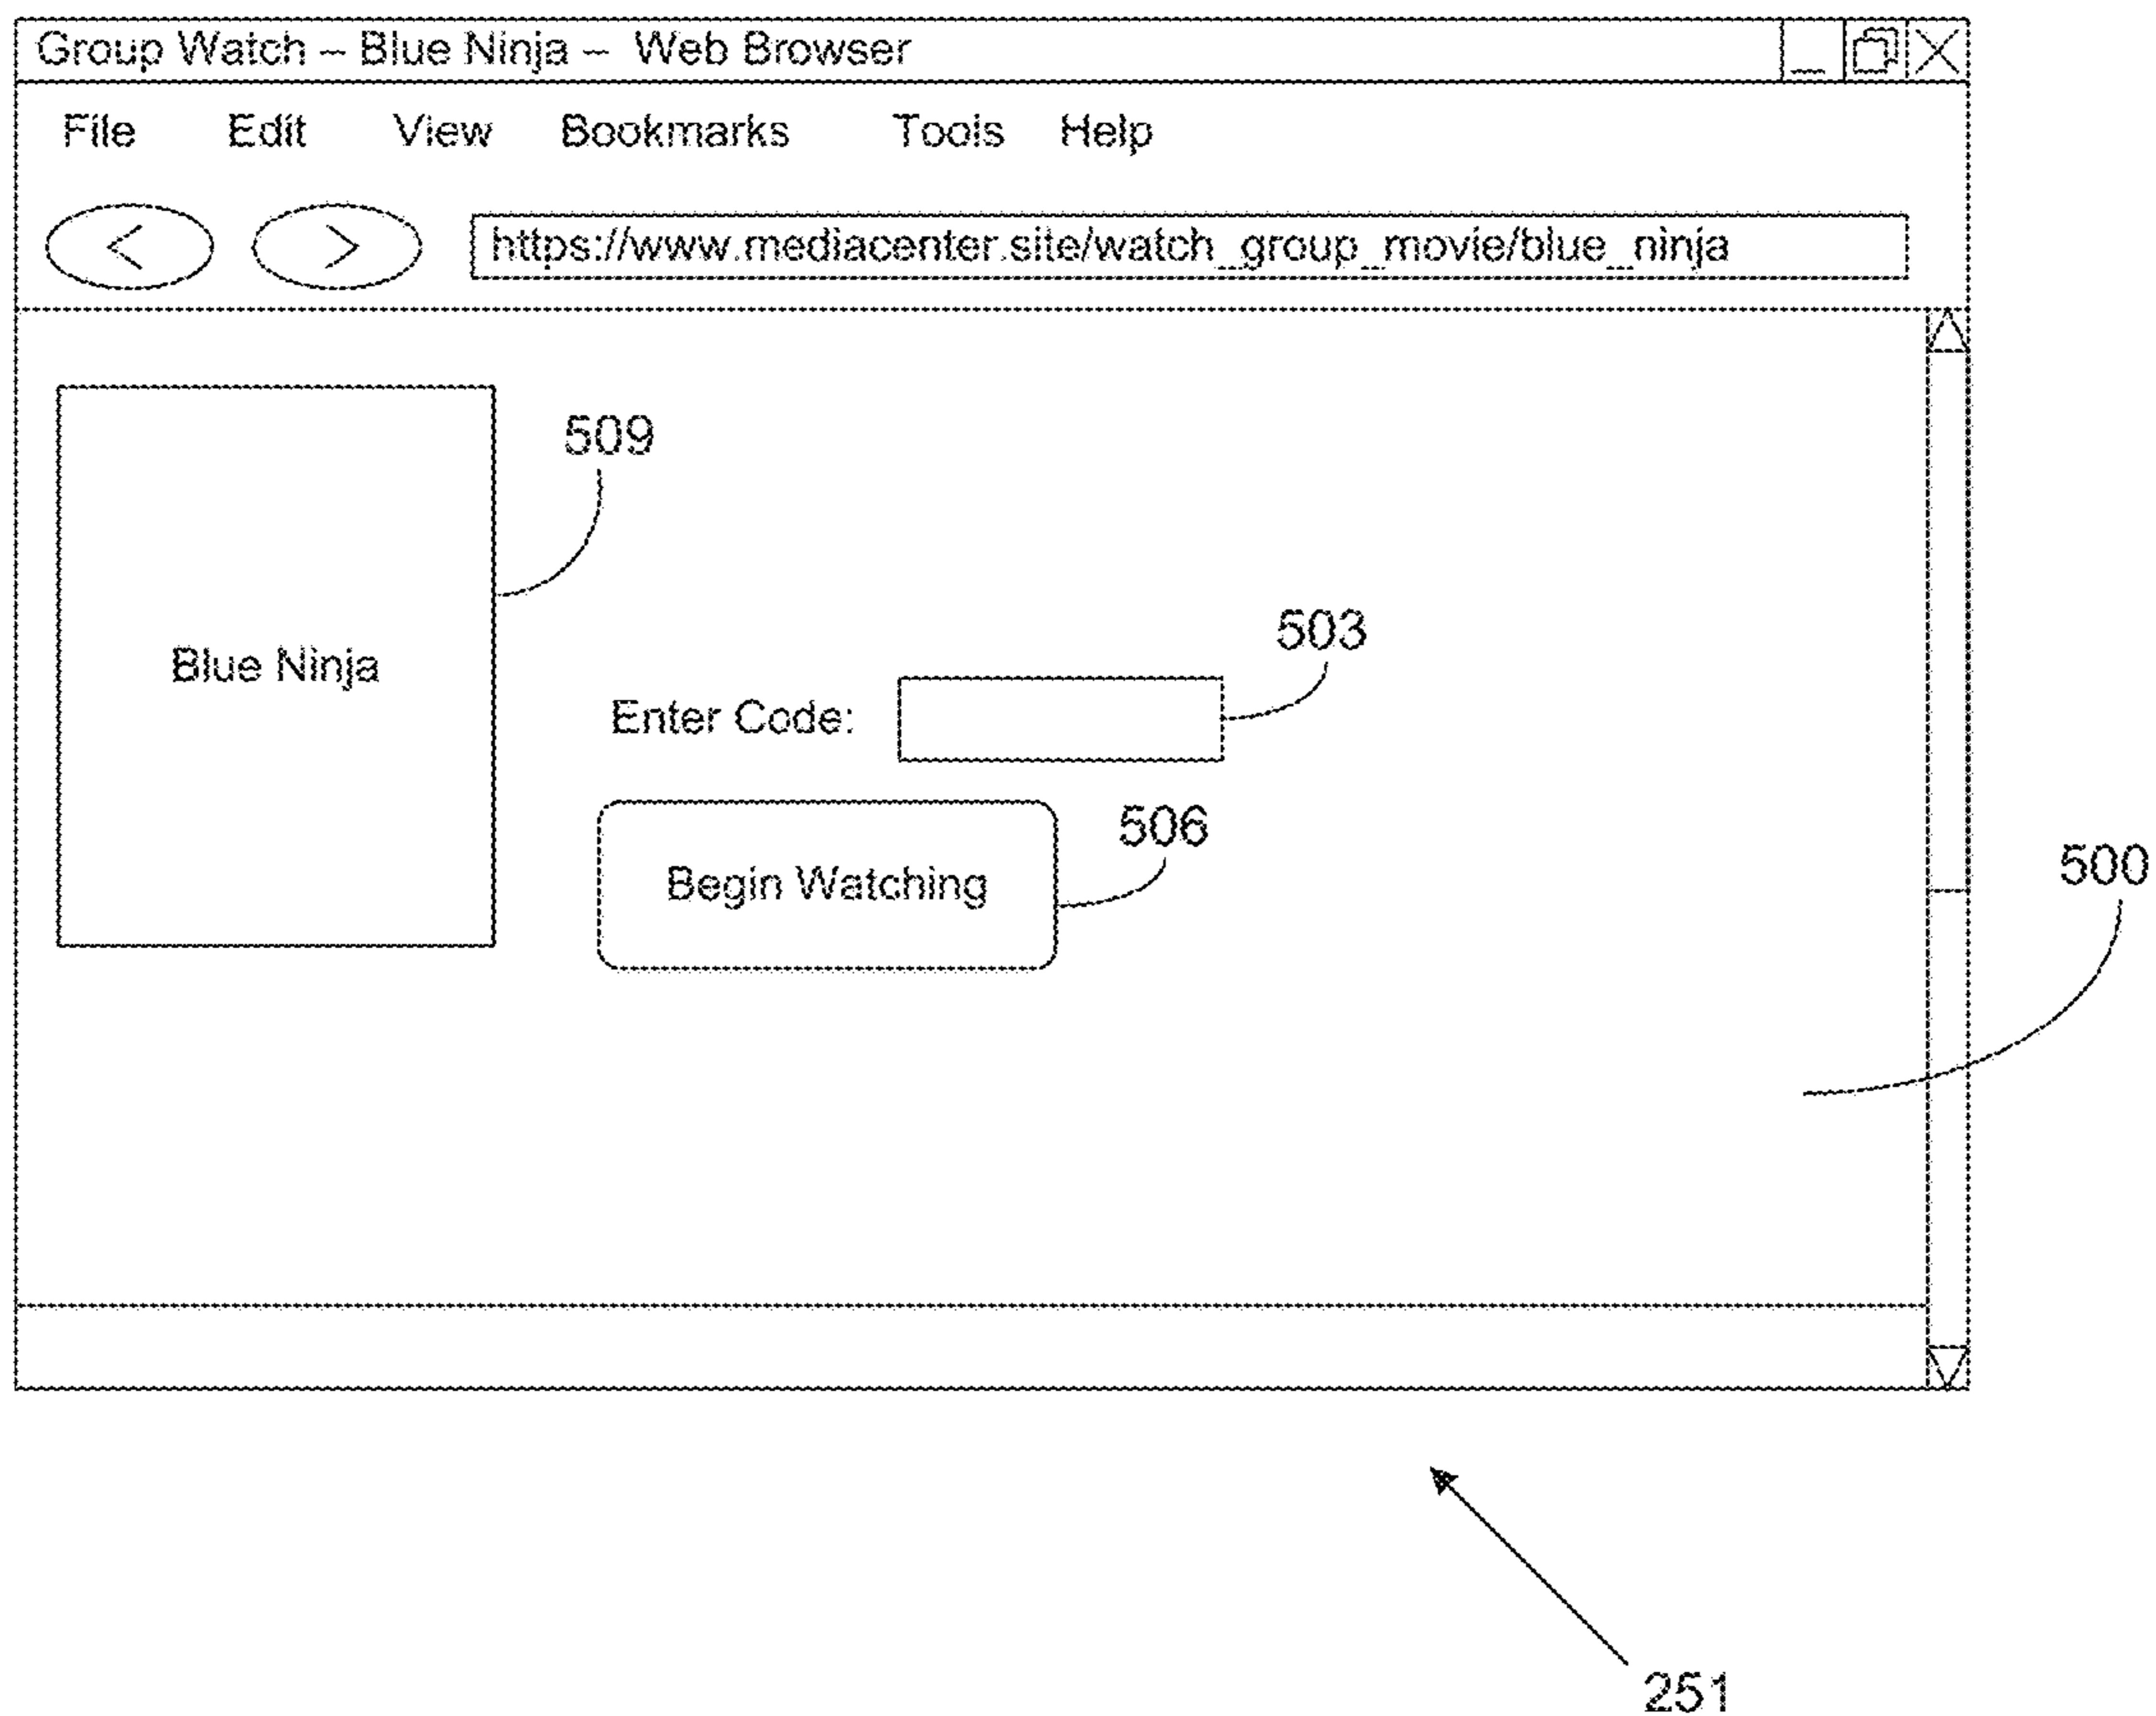 Group Watch – Blue Ninja – Web Browser
File Edit View Bookmarks Tools Help
< > https://www.mediacenter.site/watch_group_movie/blue_ninja
509
Blue Ninja
503
Enter Code:
506
Begin Watching
500
251